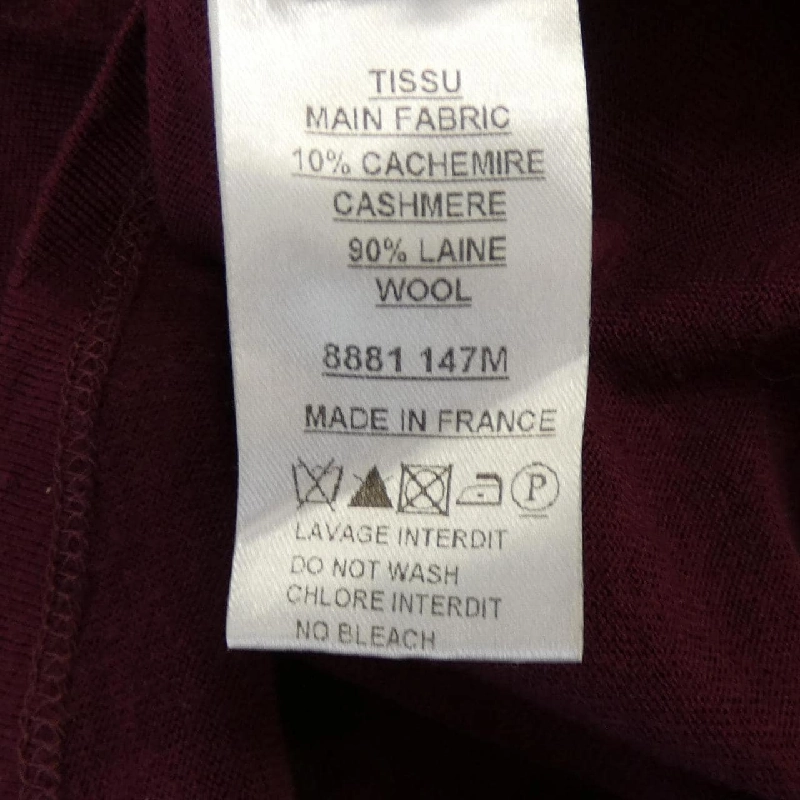 TISSU
MAIN FABRIC
10% CACHEMIRE
CASHMERE
90% LAINE
WOOL
8881 147M
MADE IN FRANCE
P
LAVAGE INTERDIT
DO NOT WASH
CHLORE INTERDIT
NO BLEACH